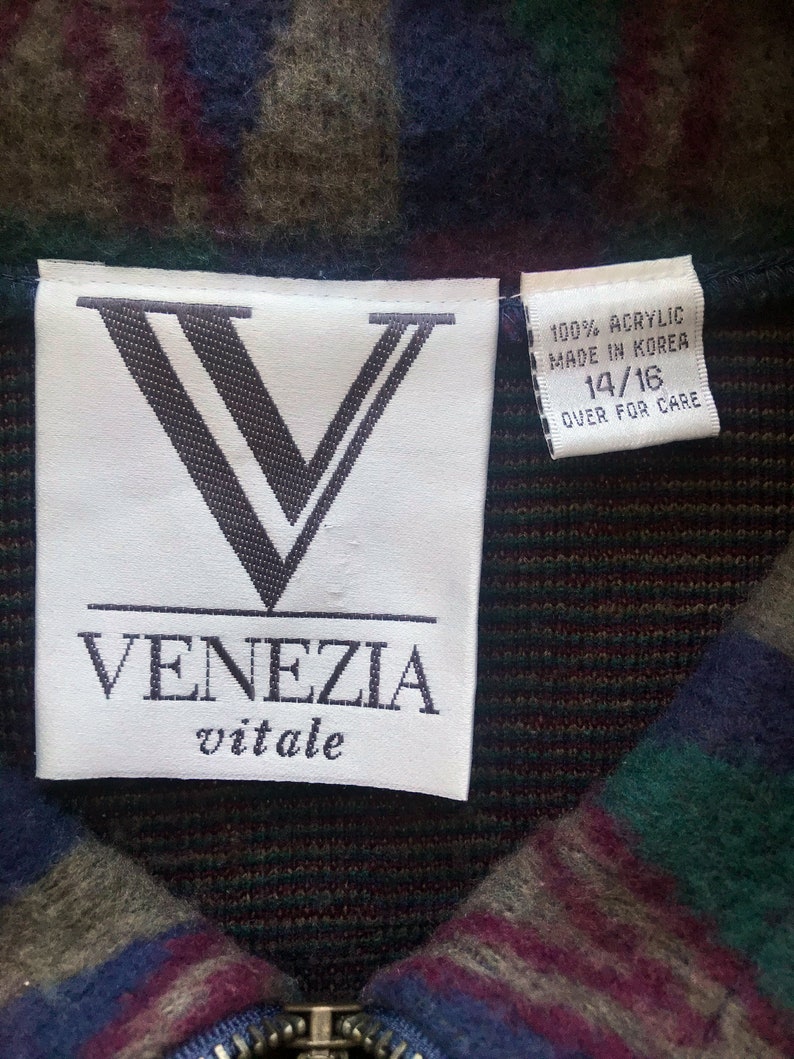 V
VENEZIA
vitale
100% ACRYLIC
MADE IN KOREA
14/16
OVER FOR CARE